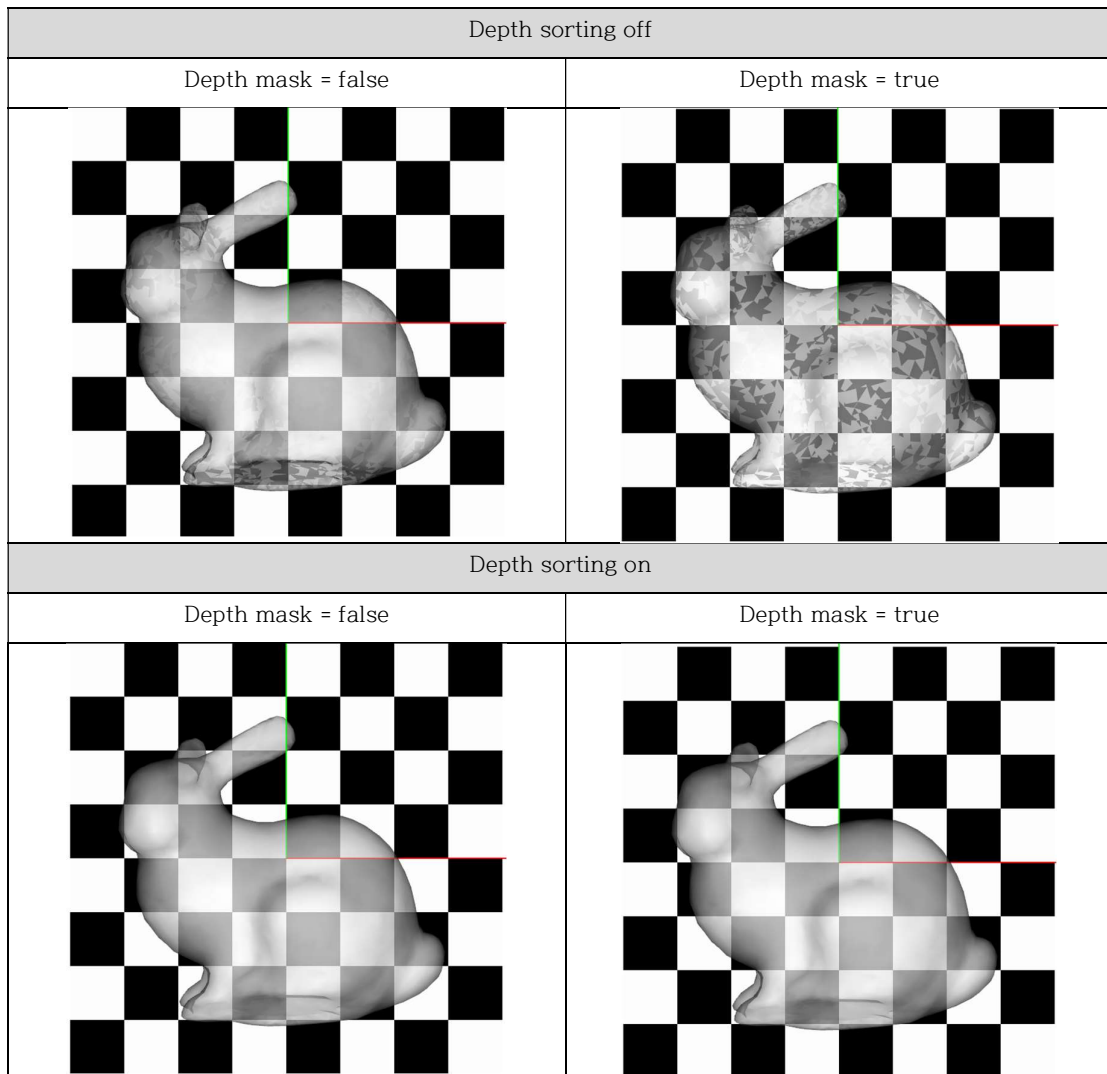 Depth sorting off
Depth mask = false
Depth mask = true
Depth sorting on
Depth mask = false
Depth mask = true